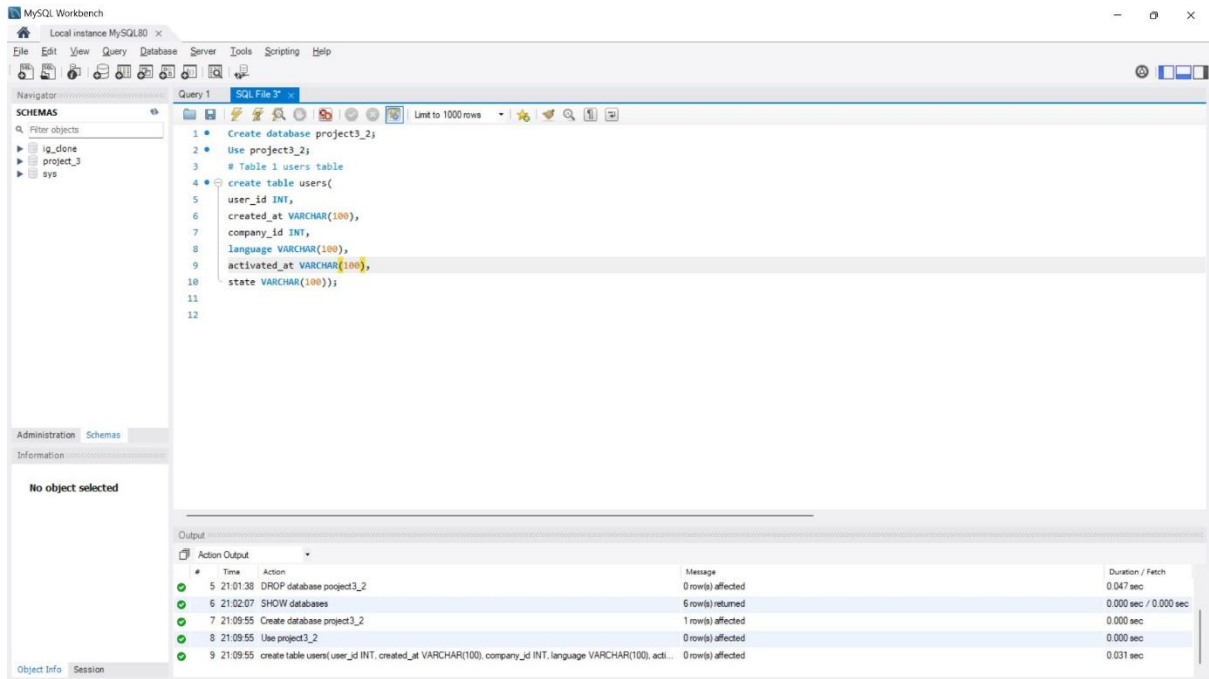 MySQL Workbench
Local instance MySQL80 ×
File Edit View Query Database Server Tools Scripting Help
Navigator
Query 1 SQL File 3* ×
SCHEMAS
Limit to 1000 rows
Filter objects
ig_clone
project_3
sys
1 Create database project3_2;
2 Use project3_2;
3 # Table 1 users table
4 create table users(
5 user_id INT,
6 created_at VARCHAR(100),
7 company_id INT,
8 language VARCHAR(100),
9 activated_at VARCHAR(100),
10 state VARCHAR(100));
11
12
Administration Schemas
Information
No object selected
Output
Action Output
# Time Action Message Duration / Fetch
5 21:01:38 DROP database pooject3_2 0 row(s) affected 0.047 sec
6 21:02:07 SHOW databases 6 row(s) returned 0.000 sec / 0.000 sec
7 21:09:55 Create database project3_2 1 row(s) affected 0.000 sec
8 21:09:55 Use project3_2 0 row(s) affected 0.000 sec
9 21:09:55 create table users( user_id INT, created_at VARCHAR(100), company_id INT, language VARCHAR(100), acti... 0 row(s) affected 0.031 sec
Object Info Session